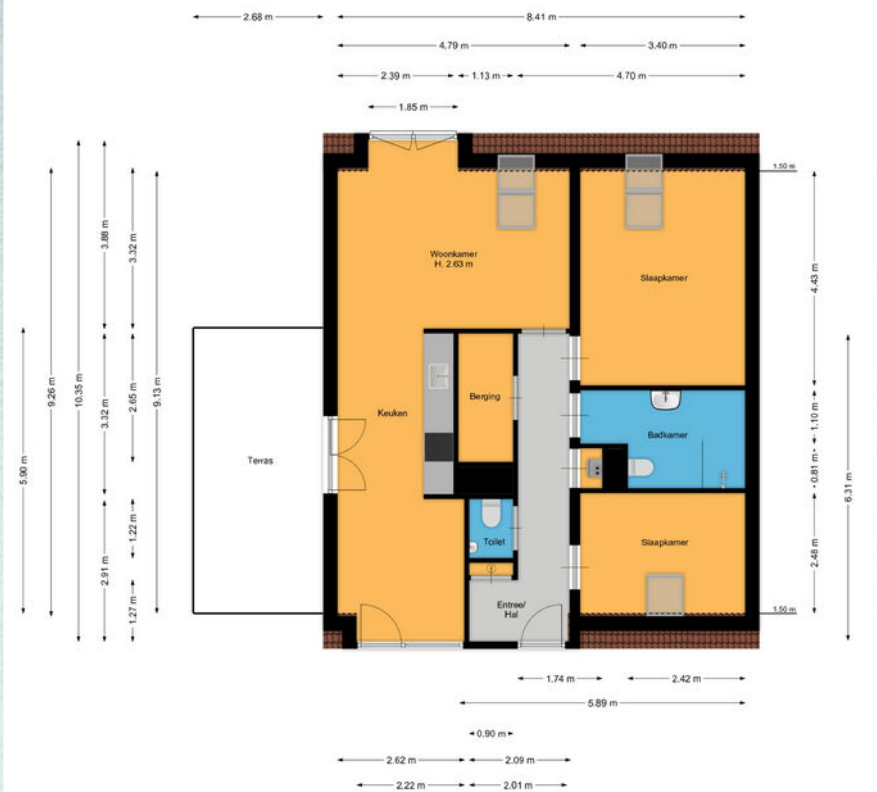 2.68 m
8.41 m
4.79 m
3.40 m
2.39 m
1.13 m
4.70 m
1.85 m
1.50 m
Woonkamer
H. 2.63 m
Slaapkamer
Keuken
Berging
Badkamer
Terras
Toilet
Slaapkamer
Entree/
Hal
1.50 m
5.90 m
9.26 m
10.35 m
3.88 m
3.32 m
2.91 m
3.32 m
2.65 m
1.22 m
1.27 m
9.13 m
4.43 m
1.10 m
0.81 m
2.48 m
6.31 m
1.74 m
2.42 m
5.89 m
0.90 m
2.62 m
2.09 m
2.22 m
2.01 m